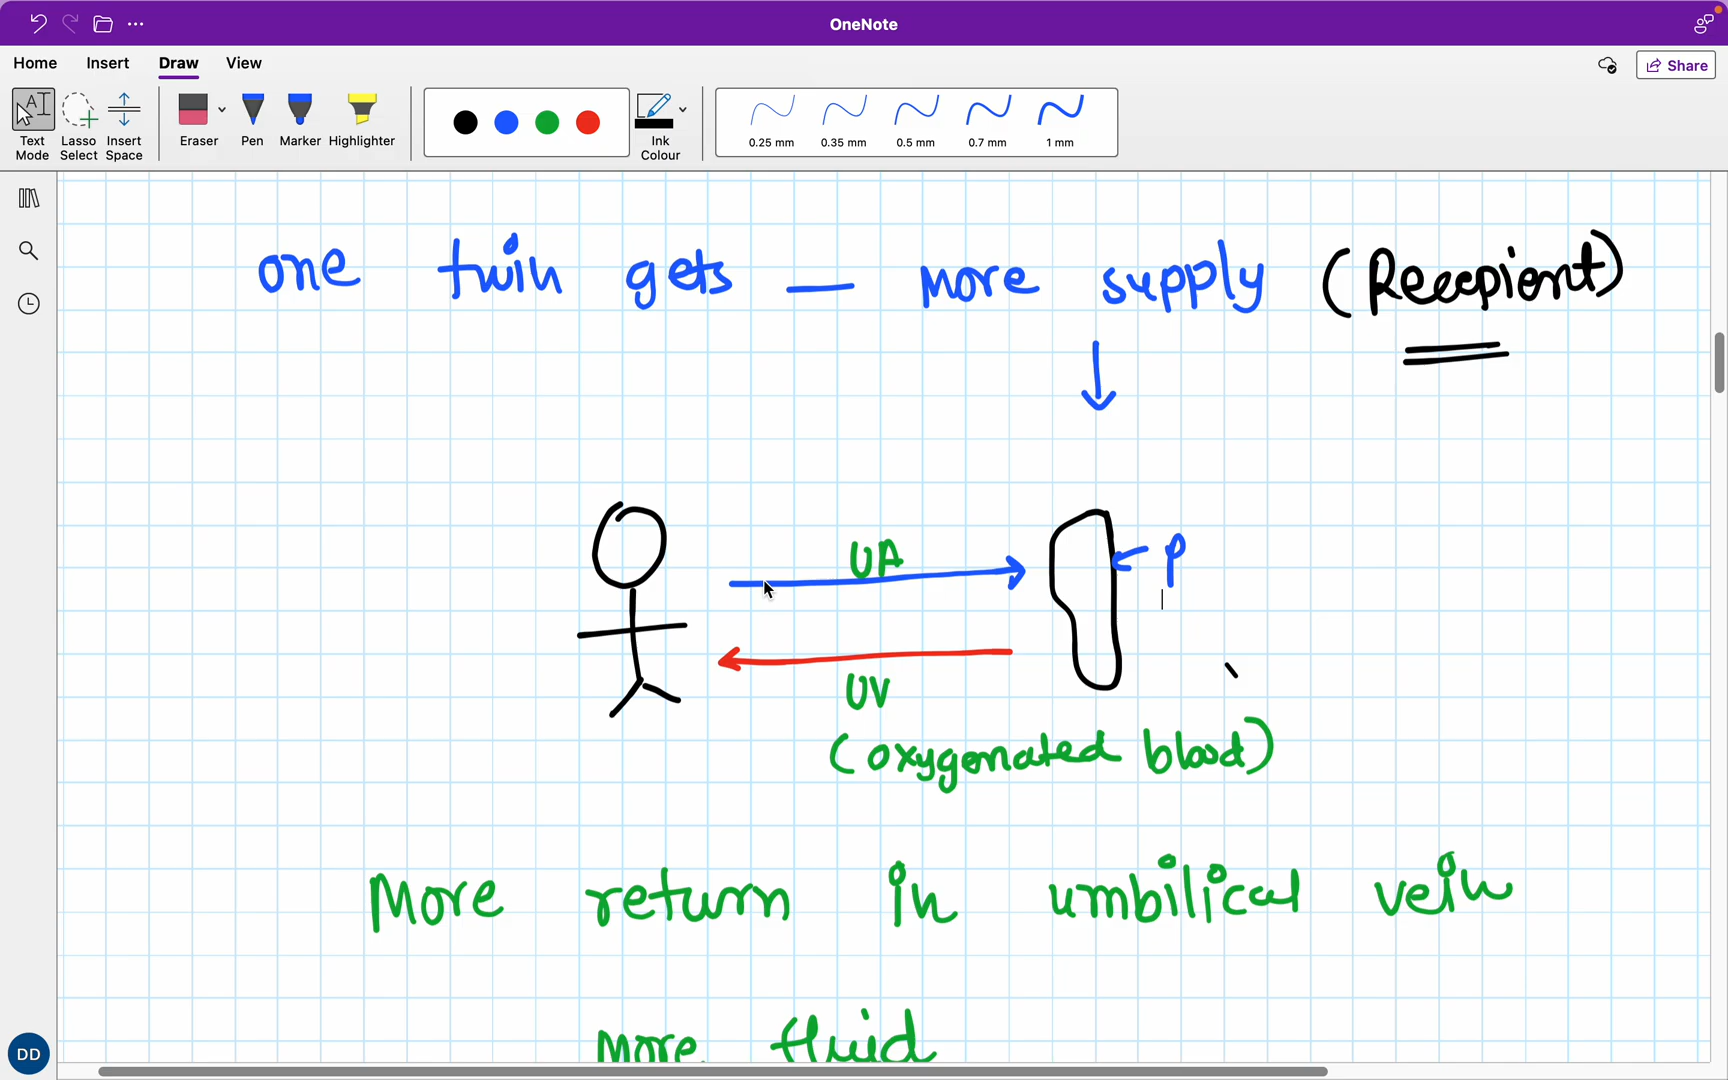 OneNote
Home Insert Draw View
Share
Text Mode
Lasso Select
Insert Space
Eraser
Pen
Marker
Highlighter
Ink Colour
0.25 mm
0.35 mm
0.5 mm
0.7 mm
1 mm
one twin gets — more supply (Recepient)
UA
P
UV
(oxygenated blood)
More return in umbilical vein
more fluid
DD